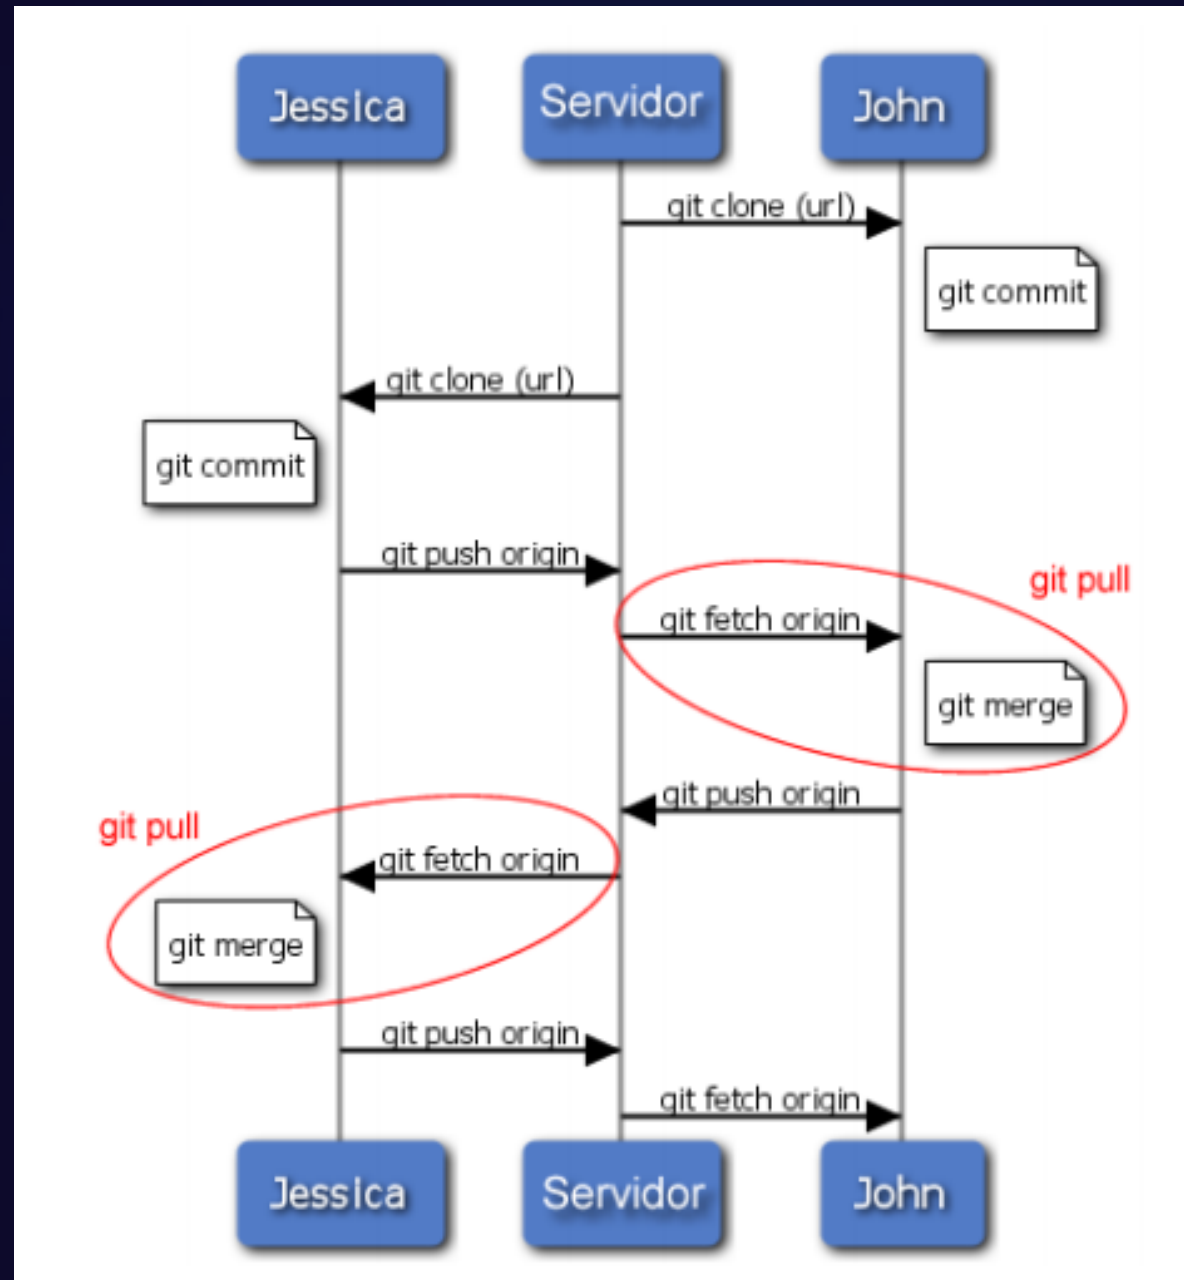 Jessica
Servidor
John
git clone (url)
git commit
git clone (url)
git commit
git push origin
git pull
git fetch origin
git merge
git push origin
git pull
git fetch origin
git merge
git push origin
git fetch origin
Jessica
Servidor
John